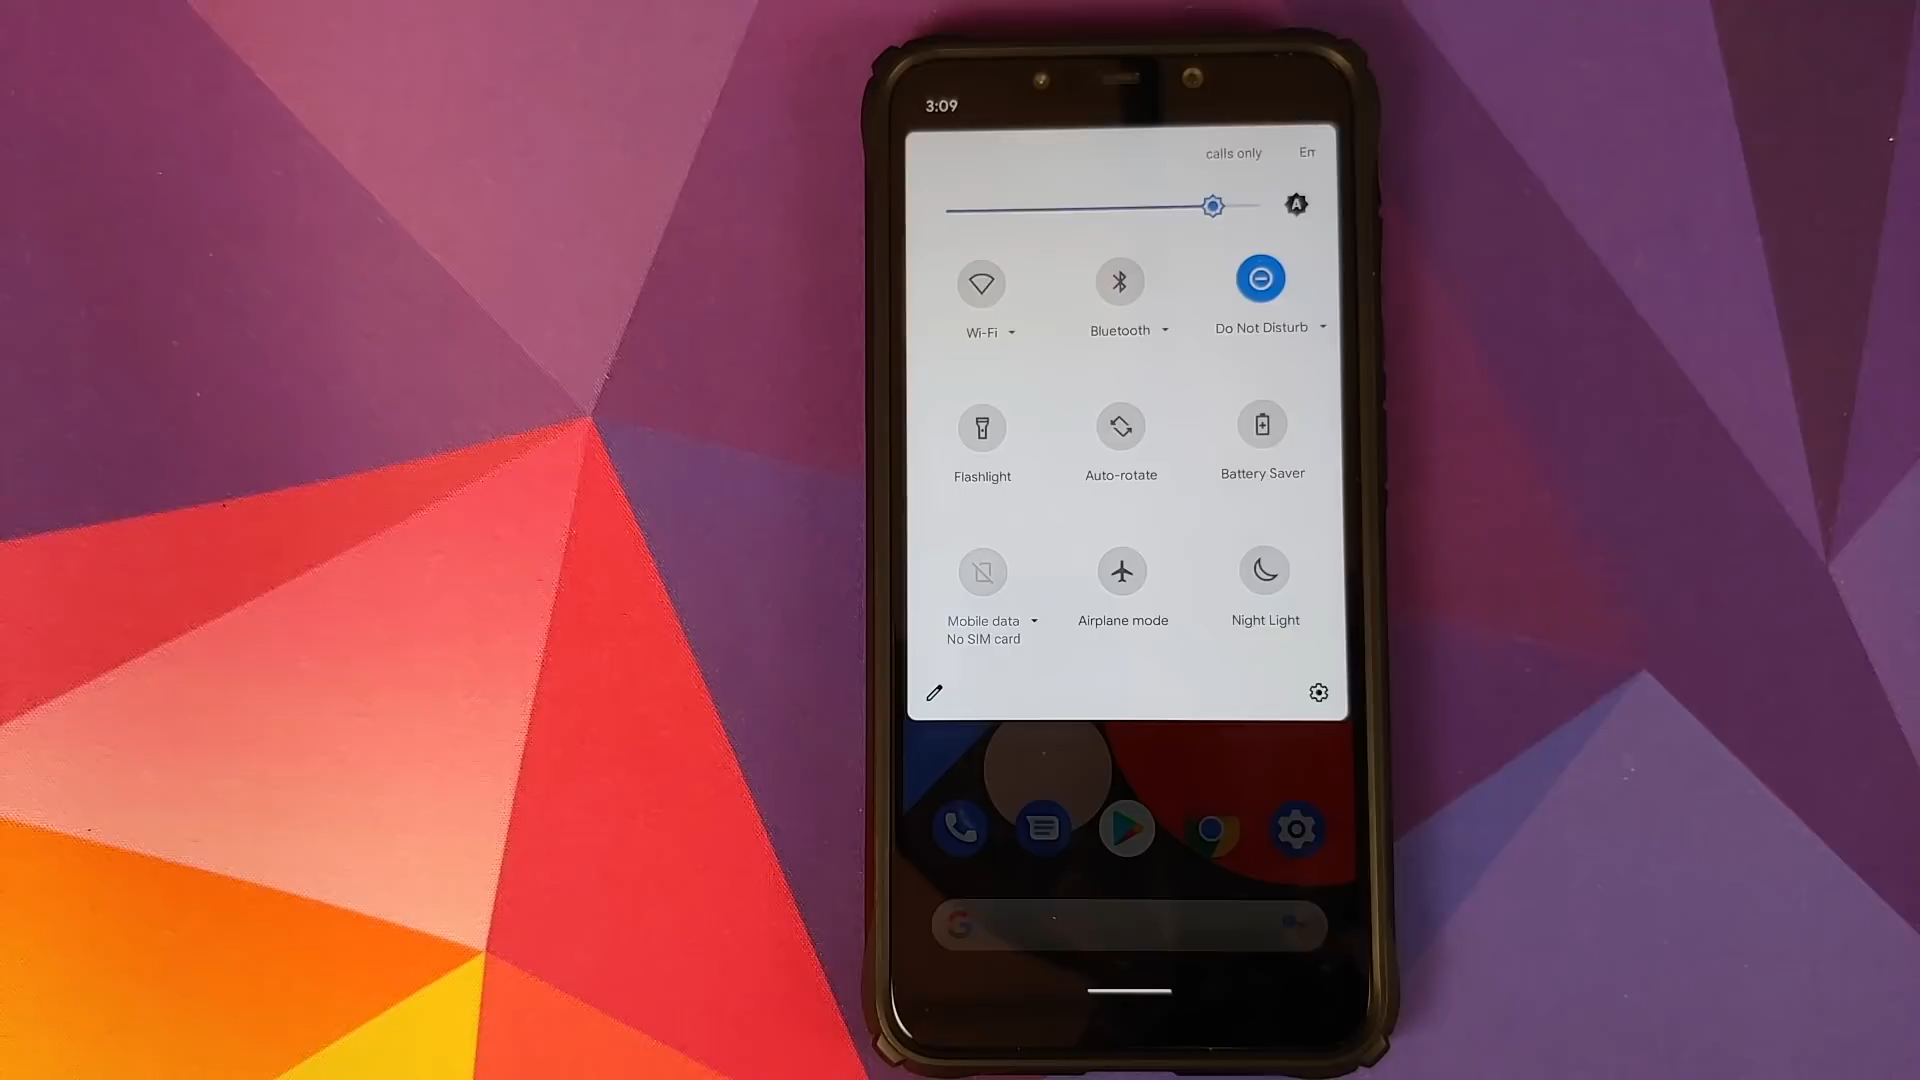 3:09
calls only Em
Wi-Fi Bluetooth Do Not Disturb
Flashlight Auto-rotate Battery Saver
Mobile data Airplane mode Night Light
No SIM card
G